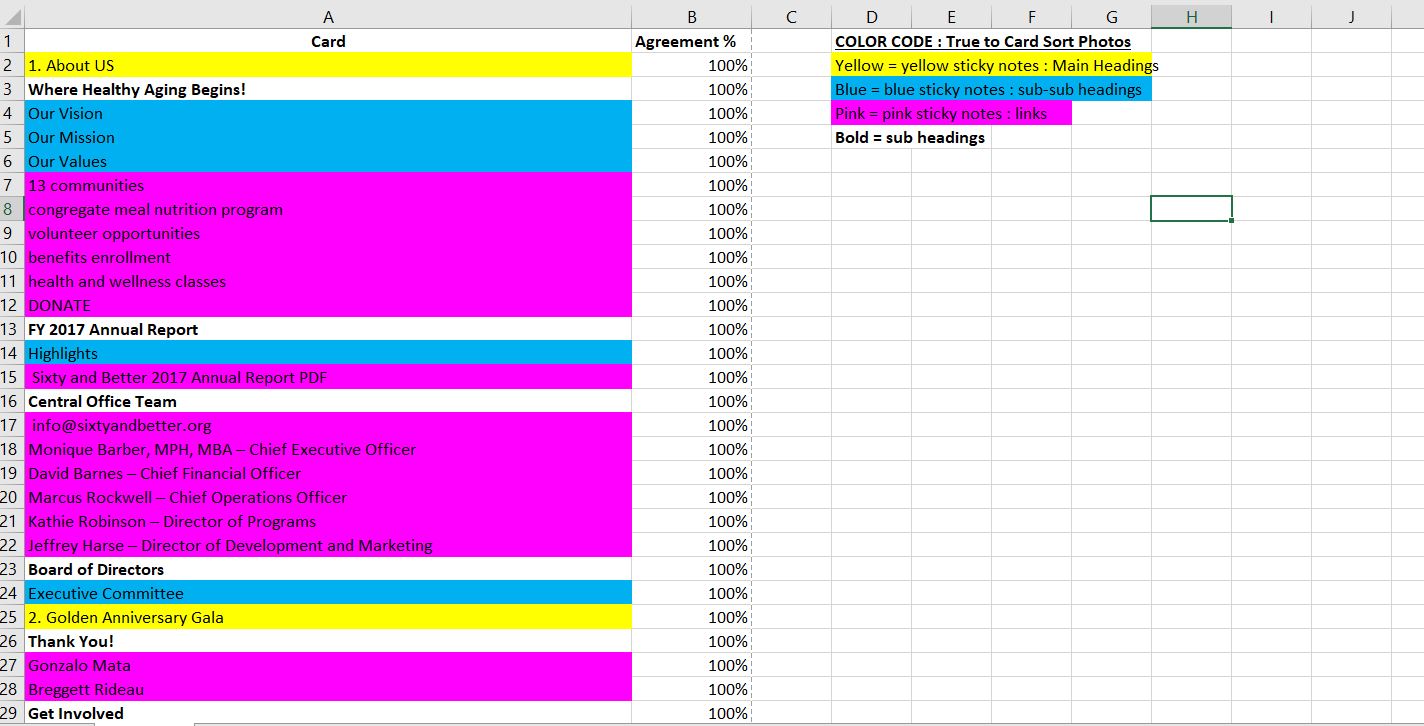 A B C D E F G H I J
1 Card Agreement % COLOR CODE : True to Card Sort Photos
2 1. About US 100% Yellow = yellow sticky notes : Main Headings
3 Where Healthy Aging Begins! 100% Blue = blue sticky notes : sub-sub headings
4 Our Vision 100% Pink = pink sticky notes : links
5 Our Mission 100% Bold = sub headings
6 Our Values 100%
7 13 communities 100%
8 congregate meal nutrition program 100%
9 volunteer opportunities 100%
10 benefits enrollment 100%
11 health and wellness classes 100%
12 DONATE 100%
13 FY 2017 Annual Report 100%
14 Highlights 100%
15 Sixty and Better 2017 Annual Report PDF 100%
16 Central Office Team 100%
17 info@sixtyandbetter.org 100%
18 Monique Barber, MPH, MBA – Chief Executive Officer 100%
19 David Barnes – Chief Financial Officer 100%
20 Marcus Rockwell – Chief Operations Officer 100%
21 Kathie Robinson – Director of Programs 100%
22 Jeffrey Harse – Director of Development and Marketing 100%
23 Board of Directors 100%
24 Executive Committee 100%
25 2. Golden Anniversary Gala 100%
26 Thank You! 100%
27 Gonzalo Mata 100%
28 Breggett Rideau 100%
29 Get Involved 100%